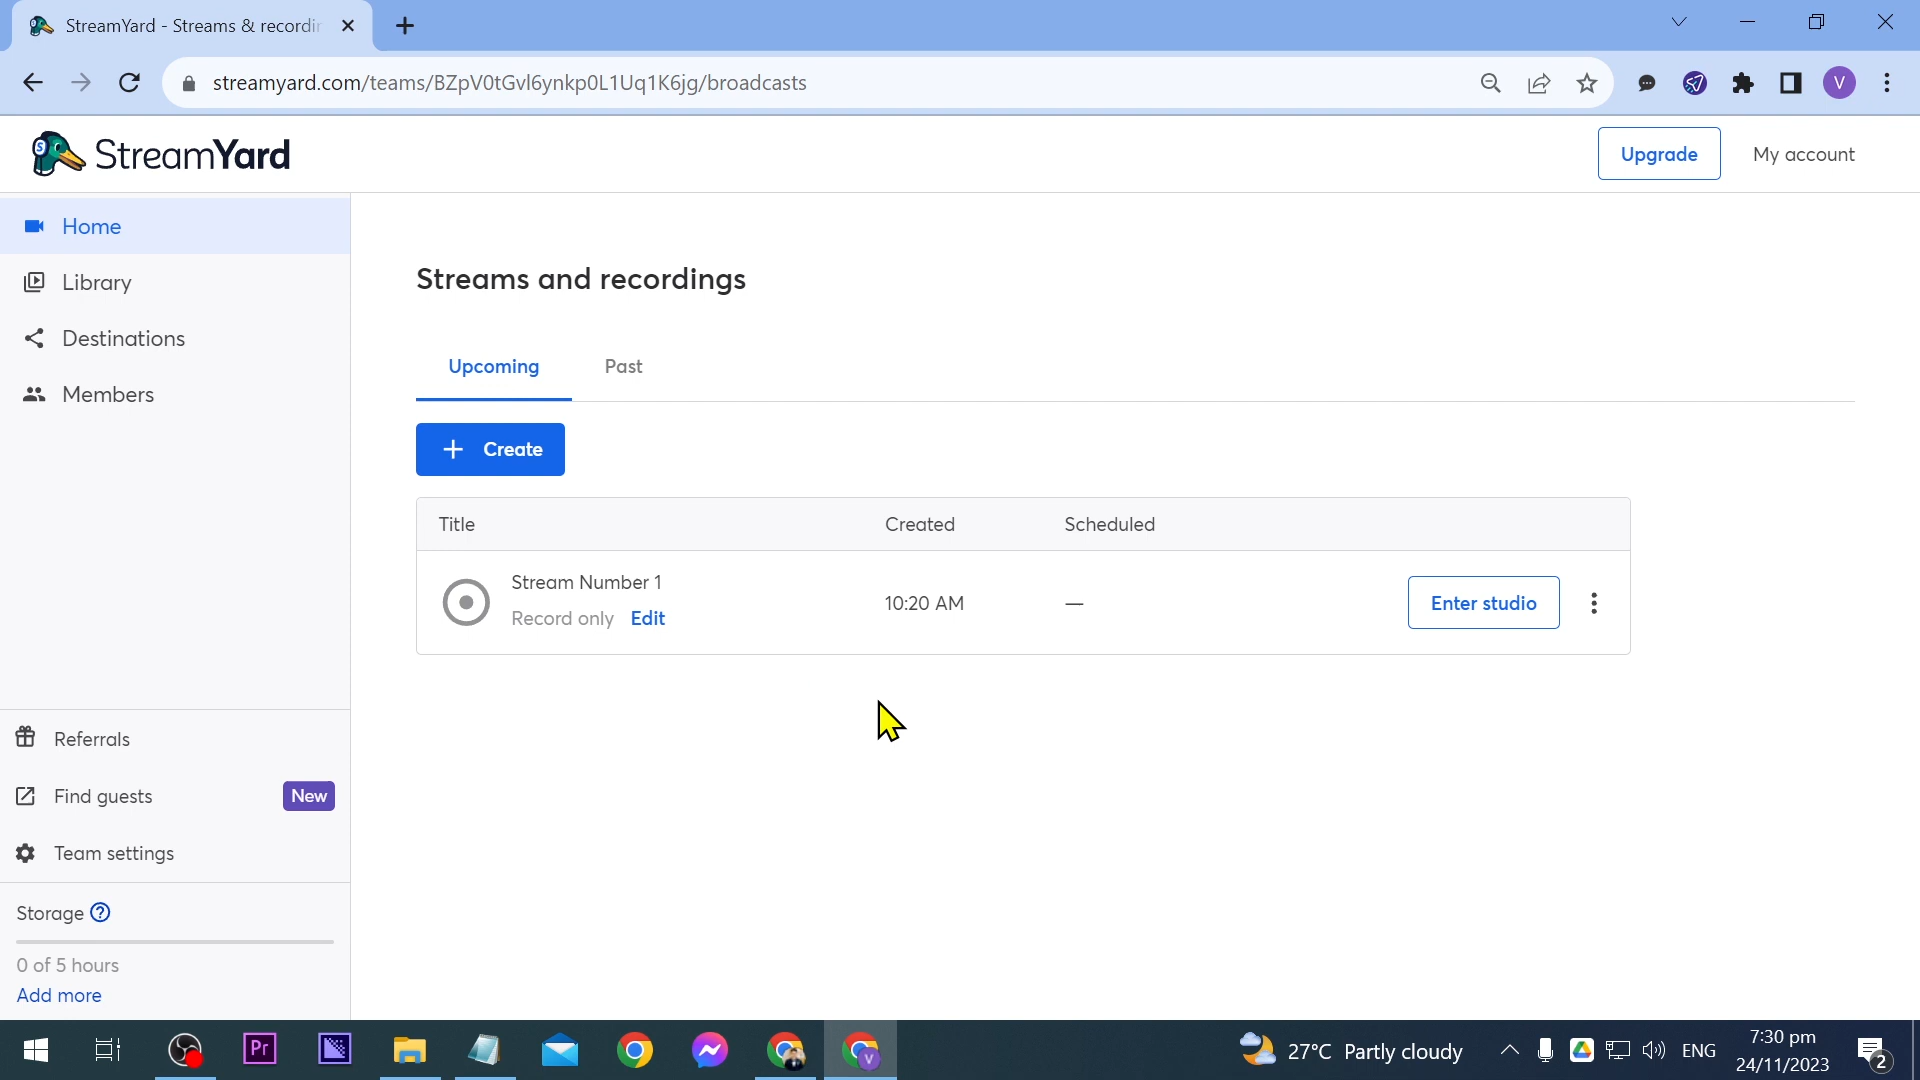 StreamYard - Streams & recordin
streamyard.com/teams/BZpV0tGvl6ynkp0L1Uq1K6jg/broadcasts
V
StreamYard
Upgrade
My account
Home
Library
Destinations
Members
Streams and recordings
Upcoming
Past
+ Create
Title
Created
Scheduled
Stream Number 1
Record only
Edit
10:20 AM
—
Enter studio
Referrals
Find guests
New
Team settings
Storage ?
0 of 5 hours
Add more
Pr
V
27°C Partly cloudy
ENG
7:30 pm
24/11/2023
2